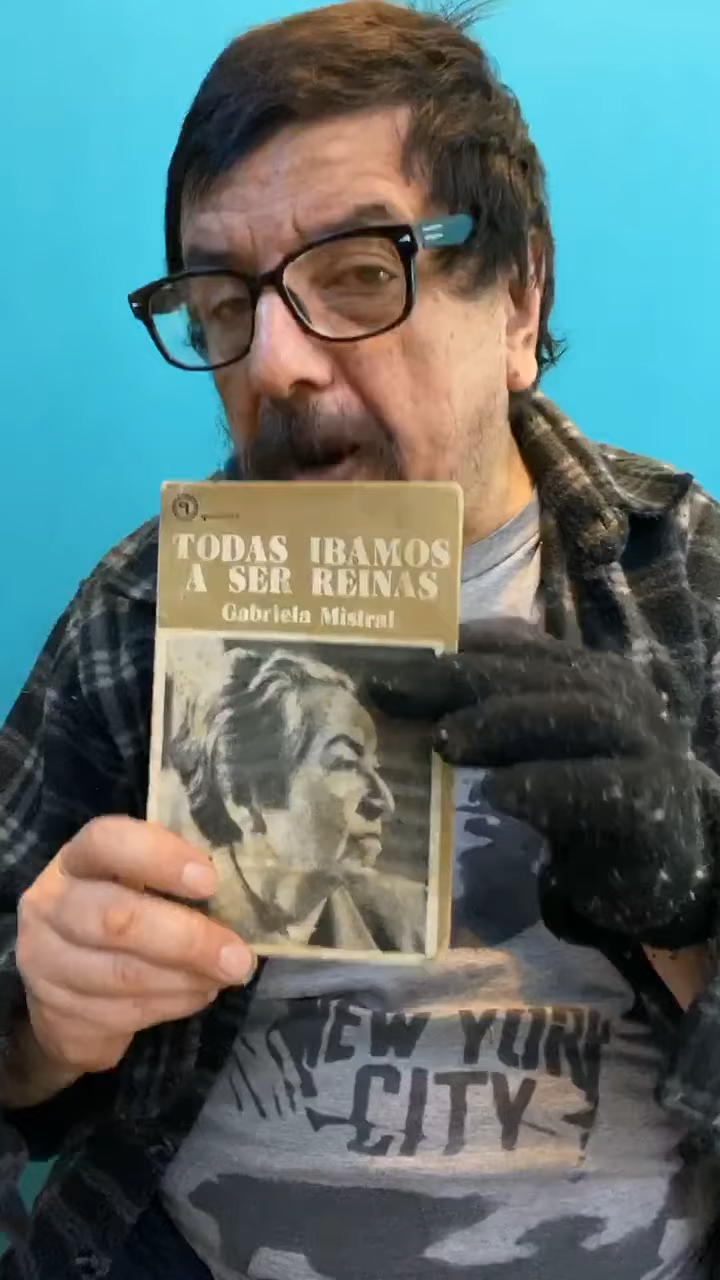 TODAS IBAMOS
A SER REINAS
Gabriela Mistral
NEW YORK
CITY